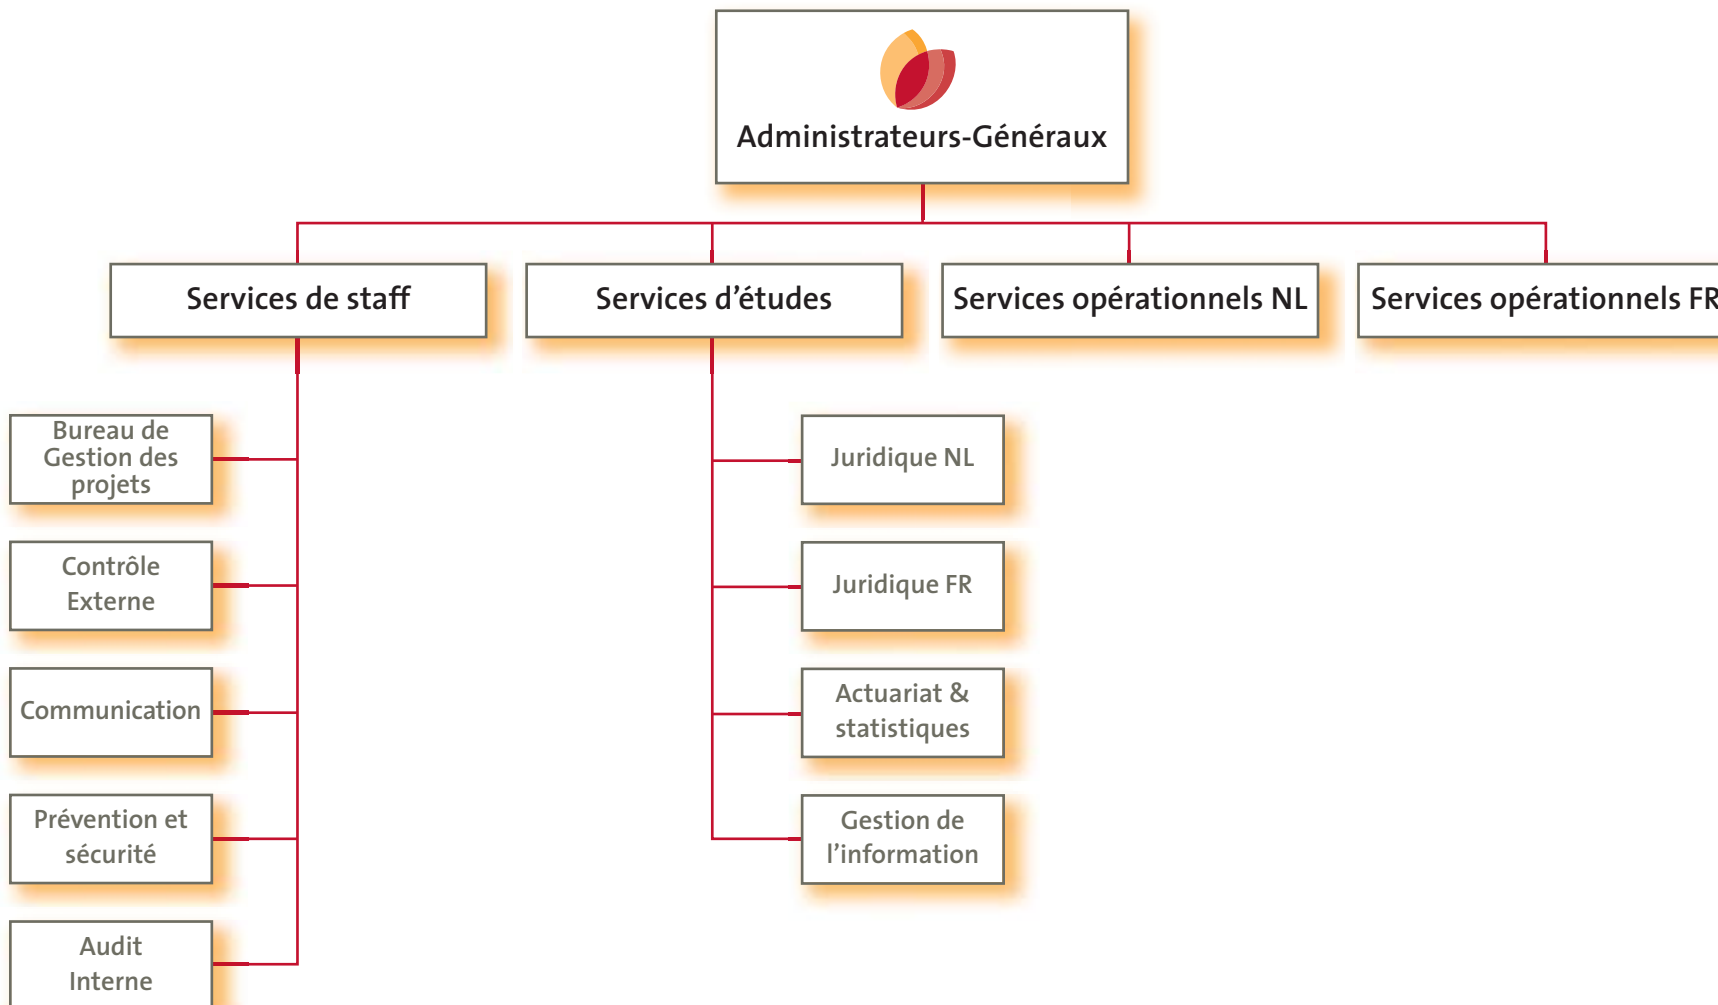 Administrateurs-Généraux
Services de staff
Services d’études
Services opérationnels NL
Services opérationnels FR
Bureau de
Gestion des
projets
Contrôle
Externe
Communication
Prévention et
sécurité
Audit
Interne
Juridique NL
Juridique FR
Actuariat &
statistiques
Gestion de
l’information